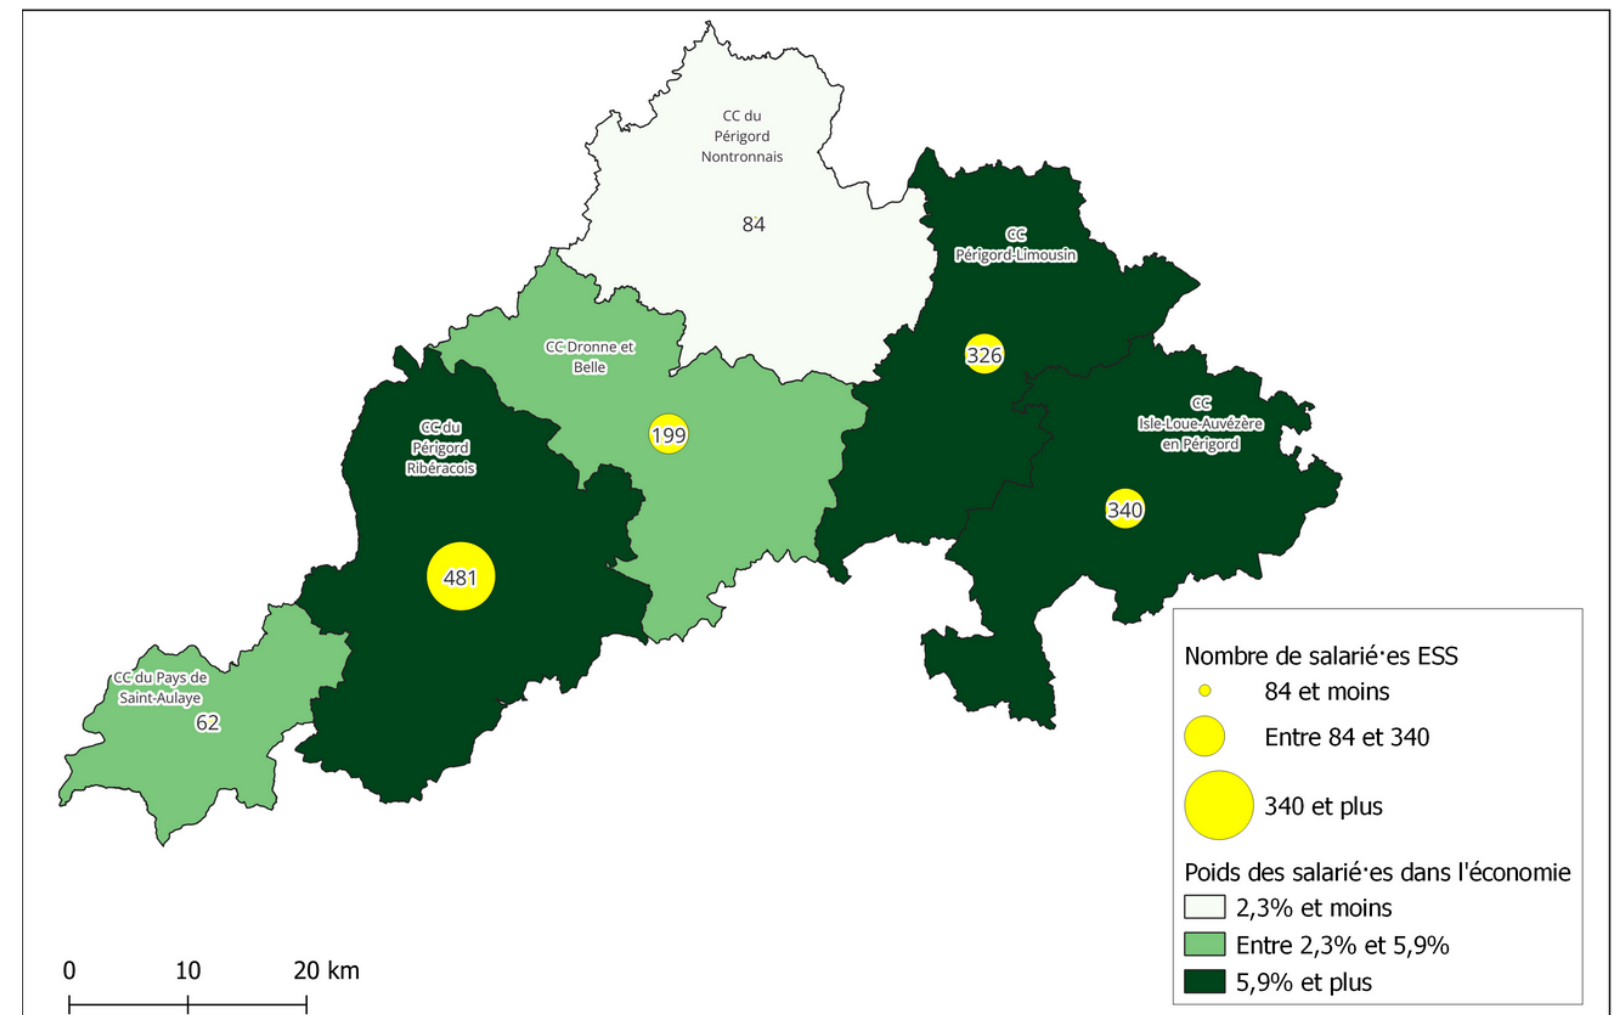 CC du
Périgord
Nontronnais
84
CC
Périgord-Limousin
326
CC Dronne et
Belle
199
CC
Isle-Loue-Auvézère
en Périgord
340
CC du
Périgord
Ribéracois
481
CC du Pays de
Saint-Aulaye
62
Nombre de salarié·es ESS
84 et moins
Entre 84 et 340
340 et plus
Poids des salarié·es dans l'économie
2,3% et moins
Entre 2,3% et 5,9%
5,9% et plus
0 10 20 km